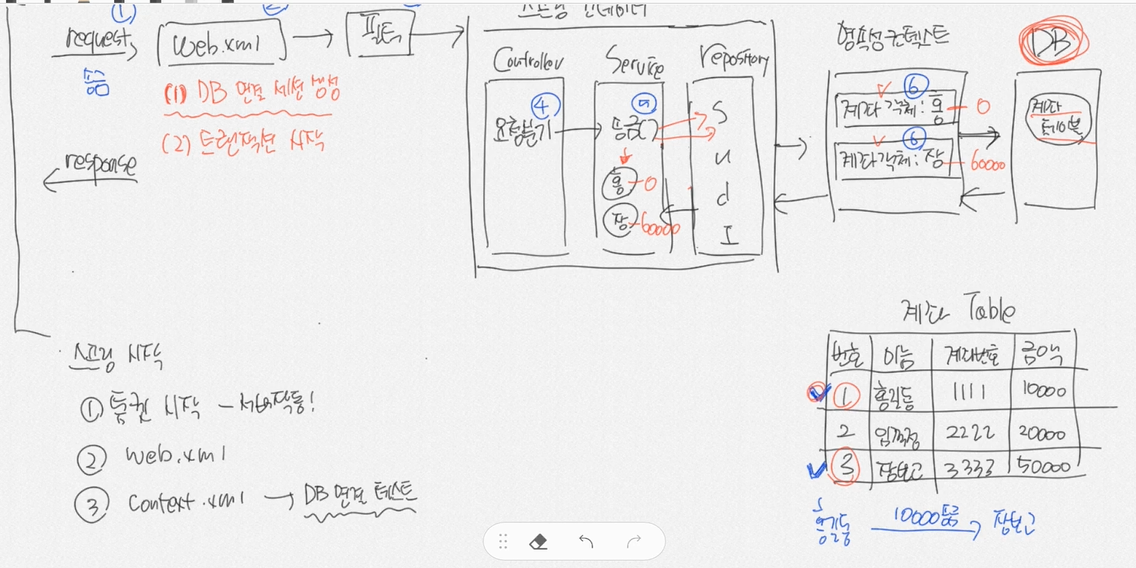 ①
request
web.xml
필터
송금
(1) DB 연결 세션 생성
(2) 트랜잭션 시작
response
스프링 컨테이너
Controller
Service
repository
④
요청분기
⑤
송금()
홍 - 0
장 - 60000
S
u
d
I
영속성 컨텍스트
⑥
계좌객체 : 홍 - 0
⑥
계좌객체 : 장 - 60000
DB
계좌
테이블
스프링 시작
① 톰켓 시작 - 서버작동!
② web.xml
③ context.xml → DB 연결 테스트
계좌 Table
번호 이름 계좌번호 금액
1 홍길동 1111 10000
2 임꺽정 2222 20000
3 장보고 3333 50000
홍길동 10000송금 장보고